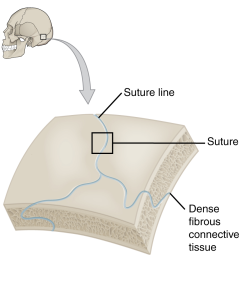 Suture line
Suture
Dense
fibrous
connective
tissue